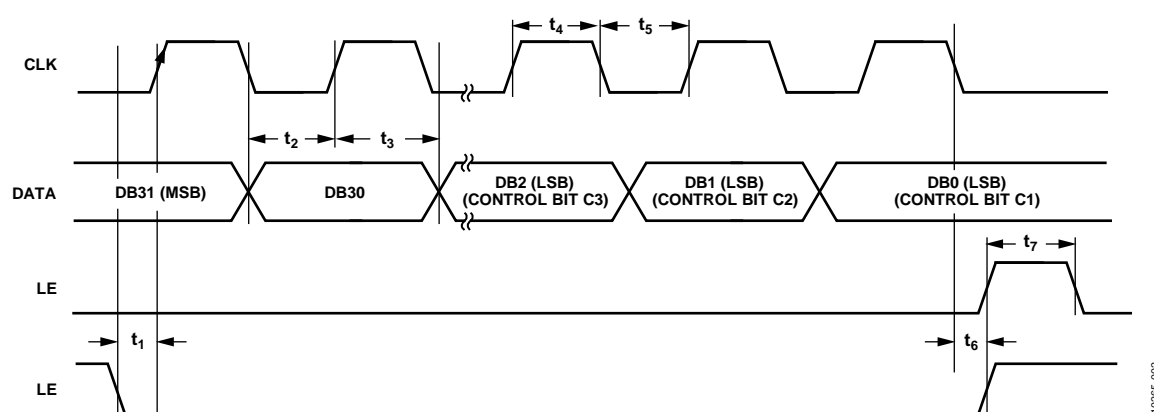 t4
t5
CLK
t2
t3
DATA
DB31 (MSB)
DB30
DB2 (LSB)
(CONTROL BIT C3)
DB1 (LSB)
(CONTROL BIT C2)
DB0 (LSB)
(CONTROL BIT C1)
t7
LE
t1
t6
LE